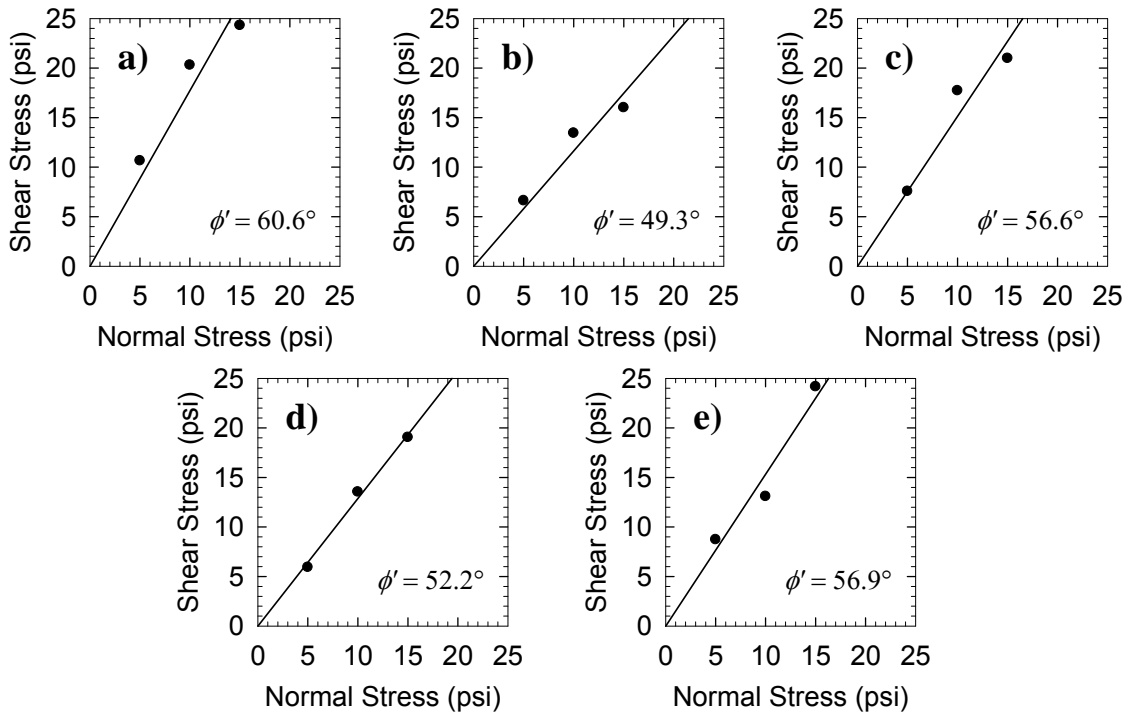 a)
Shear Stress (psi)
25
20
15
10
5
0
ϕ′ = 60.6°
0 5 10 15 20 25
Normal Stress (psi)
b)
Shear Stress (psi)
25
20
15
10
5
0
ϕ′ = 49.3°
0 5 10 15 20 25
Normal Stress (psi)
c)
Shear Stress (psi)
25
20
15
10
5
0
ϕ′ = 56.6°
0 5 10 15 20 25
Normal Stress (psi)
d)
Shear Stress (psi)
25
20
15
10
5
0
ϕ′ = 52.2°
0 5 10 15 20 25
Normal Stress (psi)
e)
Shear Stress (psi)
25
20
15
10
5
0
ϕ′ = 56.9°
0 5 10 15 20 25
Normal Stress (psi)